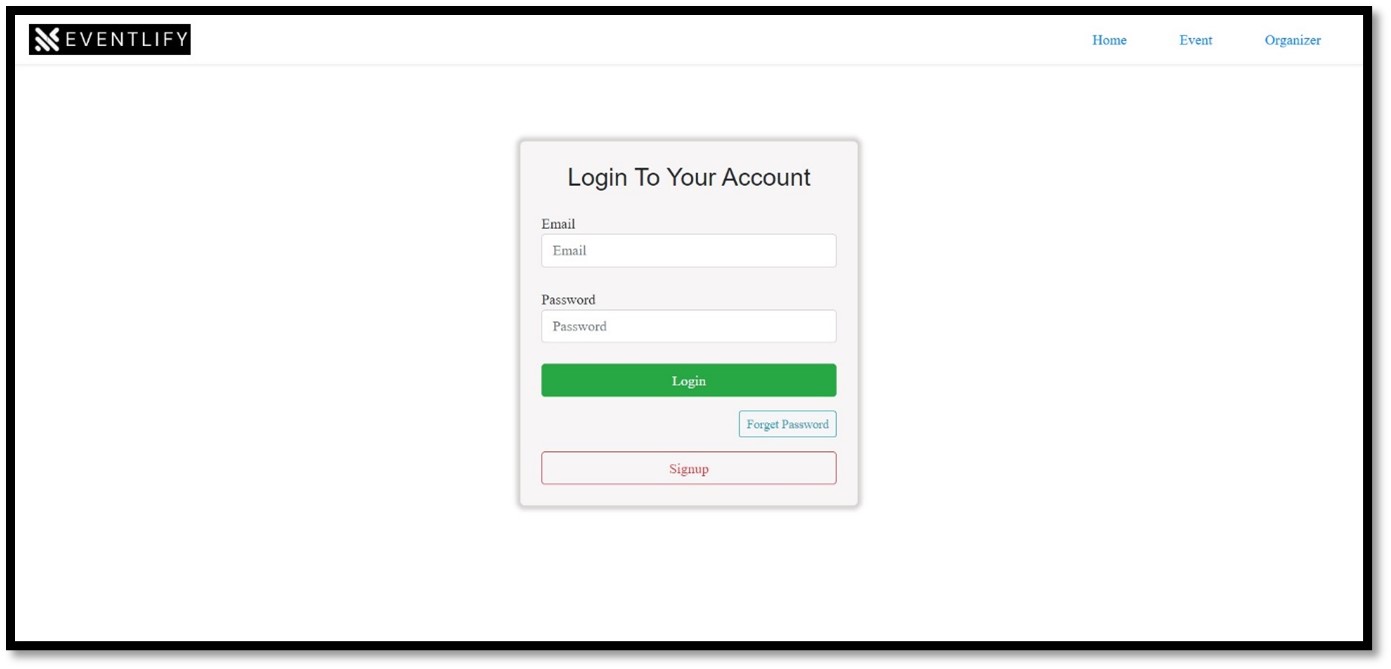 EVENTLIFY
Home Event Organizer
Login To Your Account
Email
Email
Password
Password
Login
Forget Password
Signup